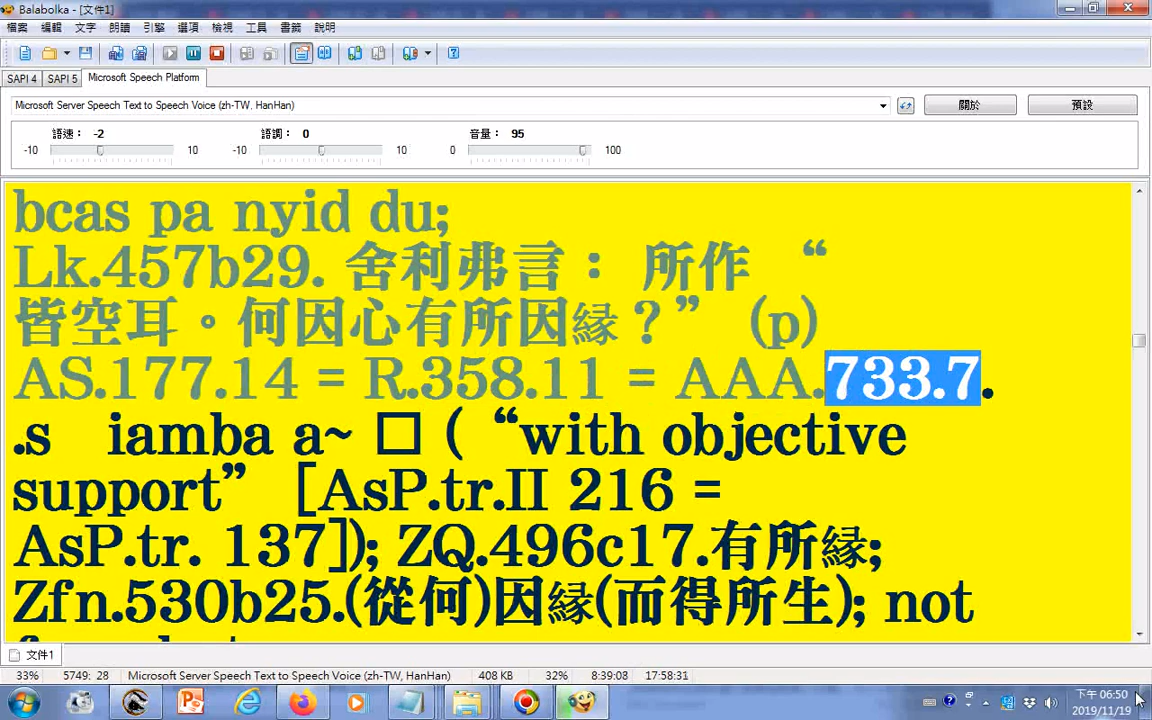 Balabolka - [文件1]
檔案 編輯 文字 朗讀 引擎 選項 檢視 工具 書籤 說明
SAPI 4 SAPI 5 Microsoft Speech Platform
Microsoft Server Speech Text to Speech Voice (zh-TW, HanHan)
關於 預設
語速： -2 語調： 0 音量： 95
-10 10 -10 10 0 100
bcas pa nyid du;
Lk.457b29. 舍利弗言： 所作 “
皆空耳。何因心有所因緣？” (p)
AS.177.14 = R.358.11 = AAA.733.7.
.s iamba a~ □ (“with objective
support” [AsP.tr.II 216 =
AsP.tr. 137]); ZQ.496c17.有所緣;
Zfn.530b25.(從何)因緣(而得所生); not
文件1
33% 5749: 28 Microsoft Server Speech Text to Speech Voice (zh-TW, HanHan) 408 KB 32% 8:39:08 17:58:31
下午 06:50
2019/11/19